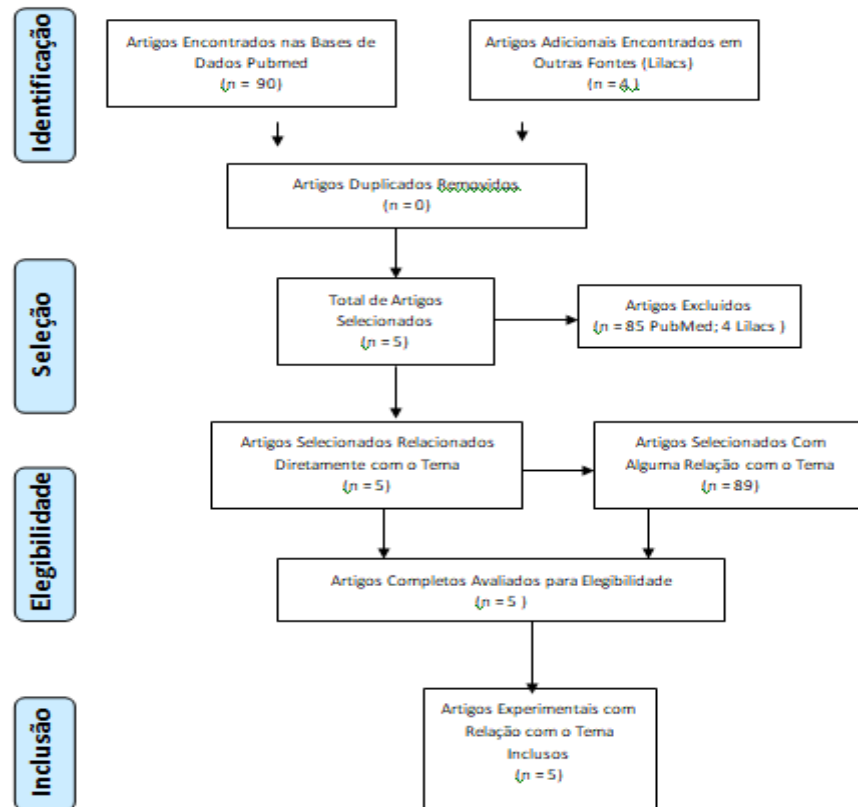 Identificação
Artigos Encontrados nas Bases de
Dados Pubmed
(n = 90)
Artigos Adicionais Encontrados em
Outras Fontes (Lilacs)
(n = 4 )
Artigos Duplicados Removidos
(n = 0)
Seleção
Total de Artigos
Selecionados
(n = 5)
Artigos Excluidos
(n = 85 PubMed; 4 Lilacs )
Elegibilidade
Artigos Selecionados Relacionados
Diretamente com o Tema
(n = 5)
Artigos Selecionados Com
Alguma Relação com o Tema
(n = 89)
Artigos Completos Avaliados para Elegibilidade
(n = 5 )
Inclusão
Artigos Experimentais com
Relação com o Tema
Inclusos
(n = 5)